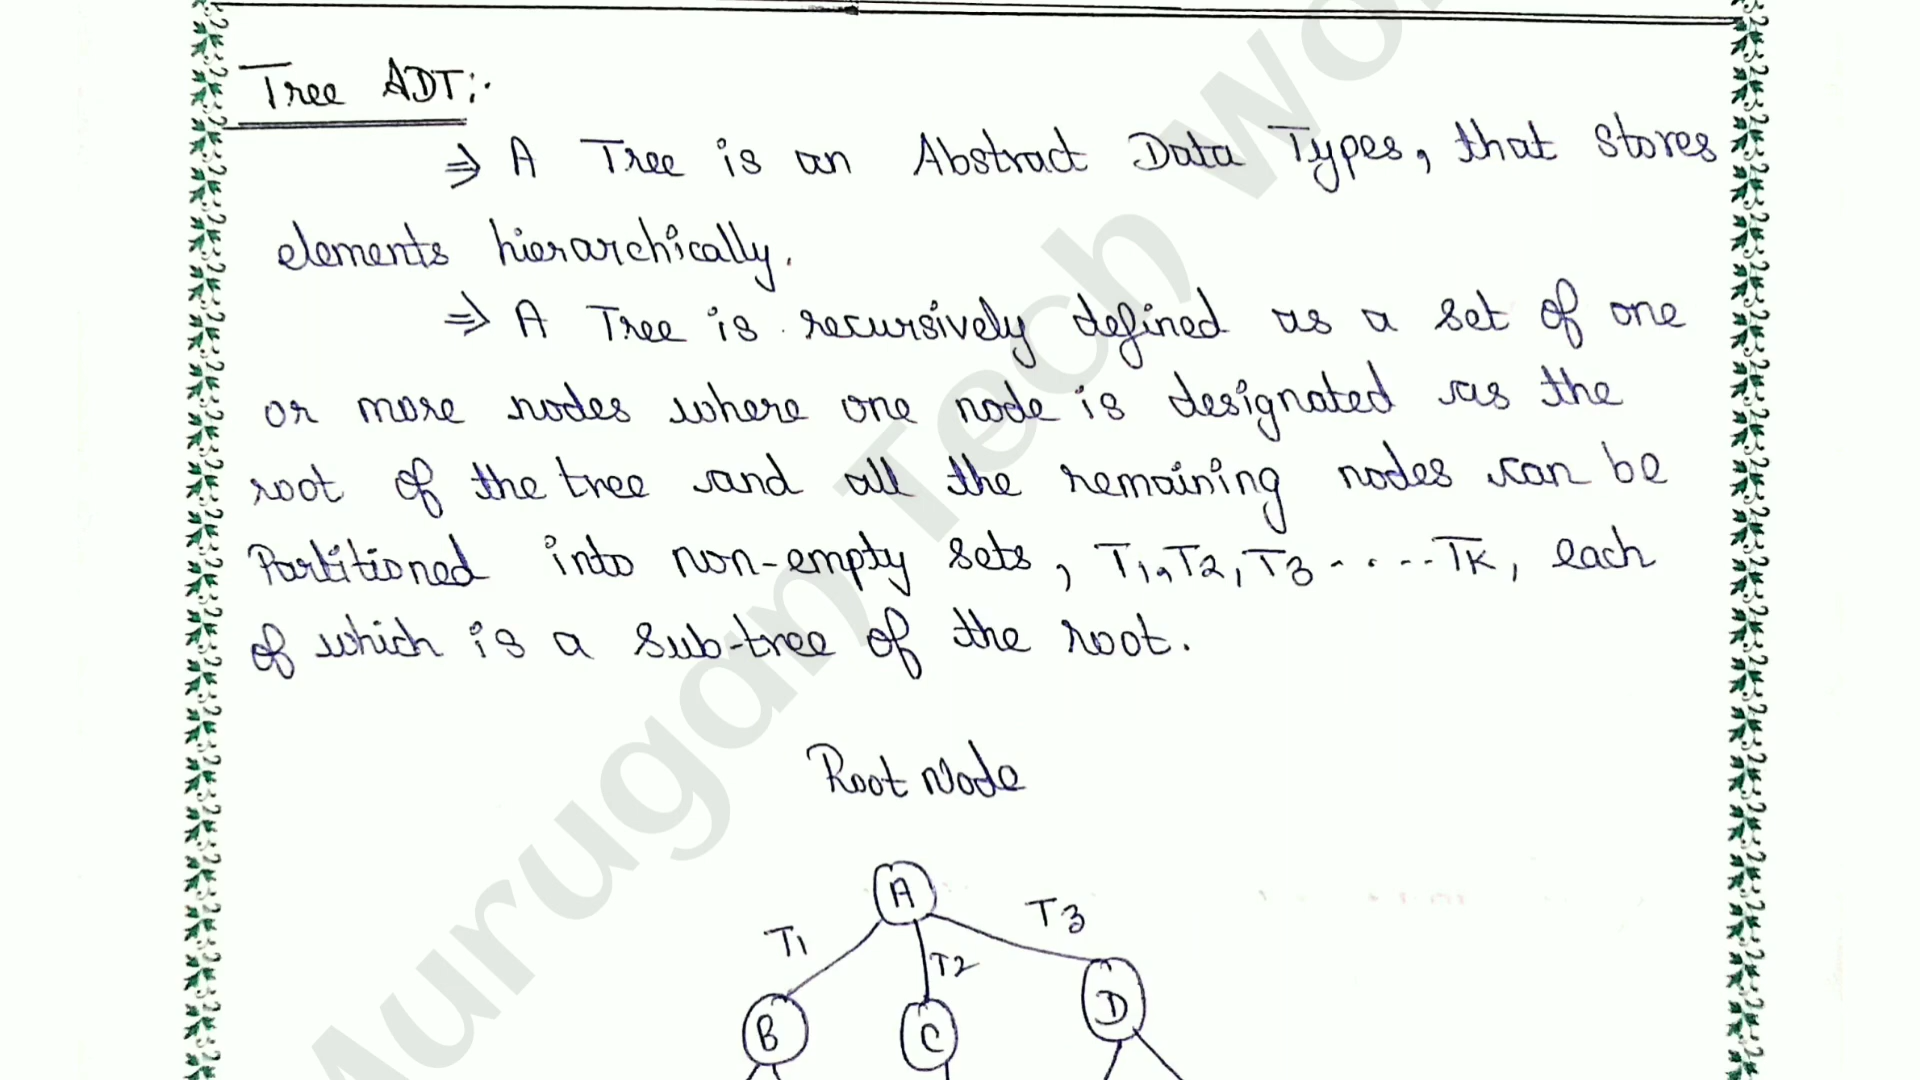 Tree ADT:-
⇒ A Tree is an Abstract Data Types, that stores
elements hierarchically.
⇒ A Tree is recursively defined as a set of one
or more nodes where one node is designated as the
root of the tree and all the remaining nodes can be
Partitioned into non-empty sets, T1, T2, T3 ..... TK, each
of which is a sub-tree of the root.
Root Node
A
T1 T2 T3
B C D
Murugan Tech Wo